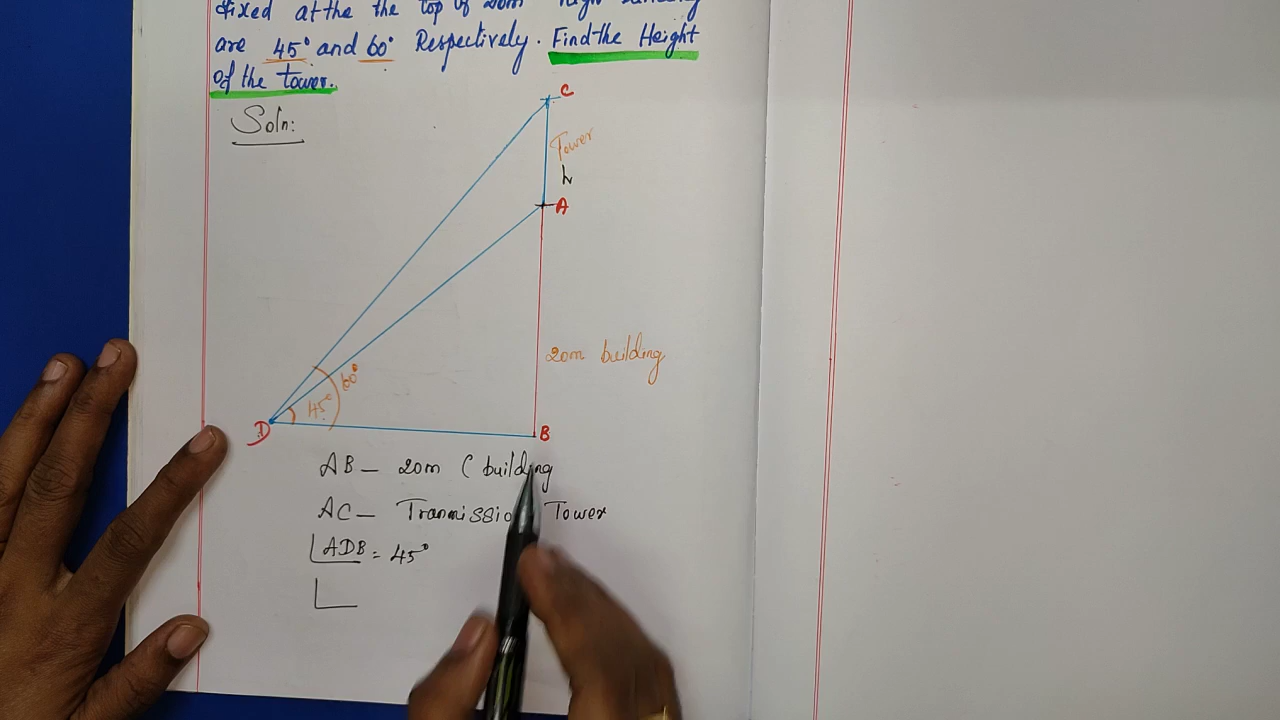 fixed at the the top of 20m high building
are 45° and 60° Respectively. Find the Height
of the tower.
Soln:
C
Tower
h
A
20m building
60°
45°
D
B
AB - 20m (building
AC - Tranmission Tower
ADB = 45°